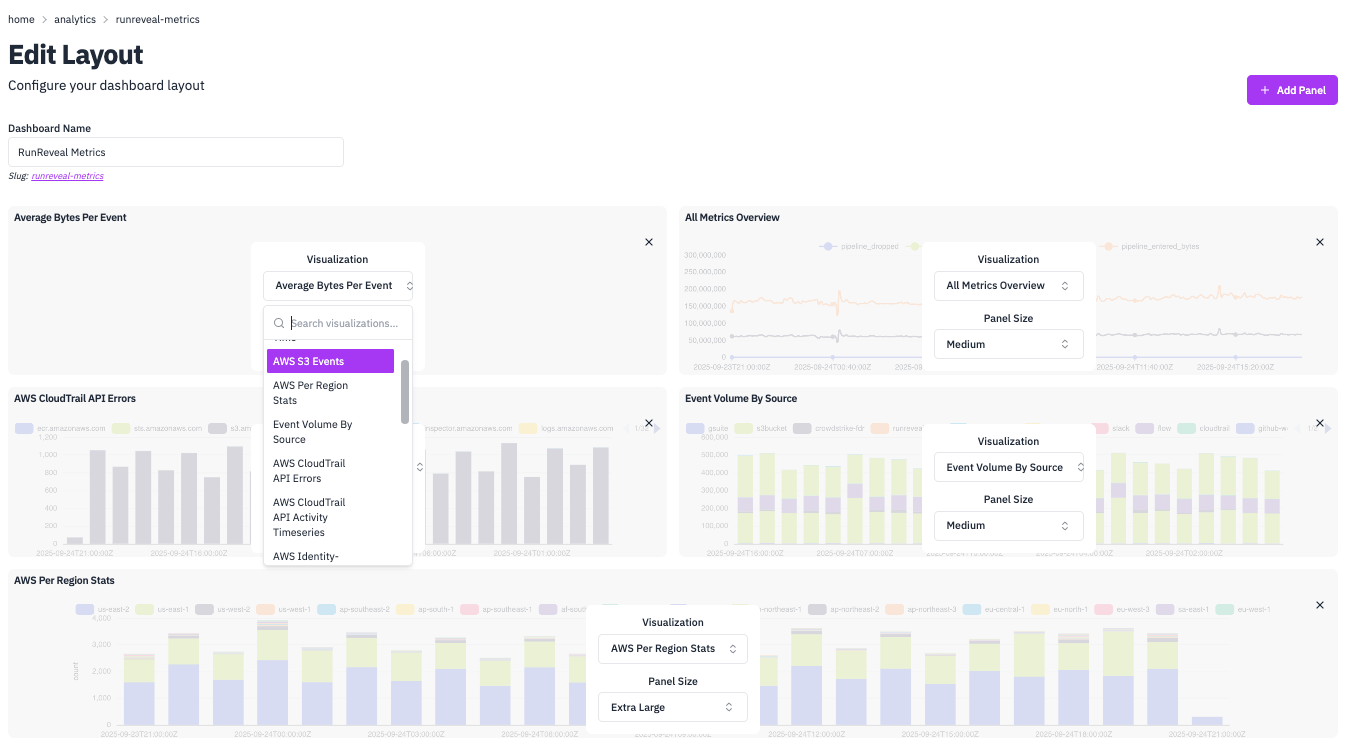 home > analytics > runreveal-metrics
Edit Layout
Configure your dashboard layout
+ Add Panel
Dashboard Name
RunReveal Metrics
Slug: runreveal-metrics
Average Bytes Per Event
Visualization
Average Bytes Per Event
Search visualizations...
AWS S3 Events
AWS Per Region
Stats
Event Volume By
Source
AWS CloudTrail
API Errors
AWS CloudTrail
API Activity
Timeseries
AWS Identity-
All Metrics Overview
pipeline_dropped
pipeline_entered_bytes
300,000,000
250,000,000
200,000,000
150,000,000
100,000,000
50,000,000
0
2025-09-23T21:00:00Z
2025-09-24T00:40:00Z
2025-09-24T15:20:00Z
Visualization
All Metrics Overview
Panel Size
Medium
AWS CloudTrail API Errors
ecr.amazonaws.com
sts.amazonaws.com
logs.amazonaws.com
1,200
1,000
800
600
400
200
0
2025-09-24T21:00:00Z
2025-09-24T16:00:00Z
2025-09-24T01:00:00Z
Event Volume By Source
gsuite
s3bucket
crowdstrike-fdr
slack
flow
cloudtrail
600,000
500,000
400,000
300,000
200,000
100,000
0
2025-09-24T16:00:00Z
2025-09-24T07:00:00Z
2025-09-24T02:00:00Z
Visualization
Event Volume By Source
Panel Size
Medium
AWS Per Region Stats
us-east-2
us-east-1
us-west-2
us-west-1
ap-southeast-2
ap-south-1
ap-southeast-1
ap-northeast-2
ap-northeast-3
eu-central-1
eu-north-1
eu-west-3
sa-east-1
eu-west-1
count
4,000
3,000
2,000
1,000
0
2025-09-23T21:00:00Z
2025-09-24T00:00:00Z
2025-09-24T03:00:00Z
2025-09-24T06:00:00Z
2025-09-24T12:00:00Z
2025-09-24T15:00:00Z
2025-09-24T18:00:00Z
2025-09-24T21:00:00Z
Visualization
AWS Per Region Stats
Panel Size
Extra Large